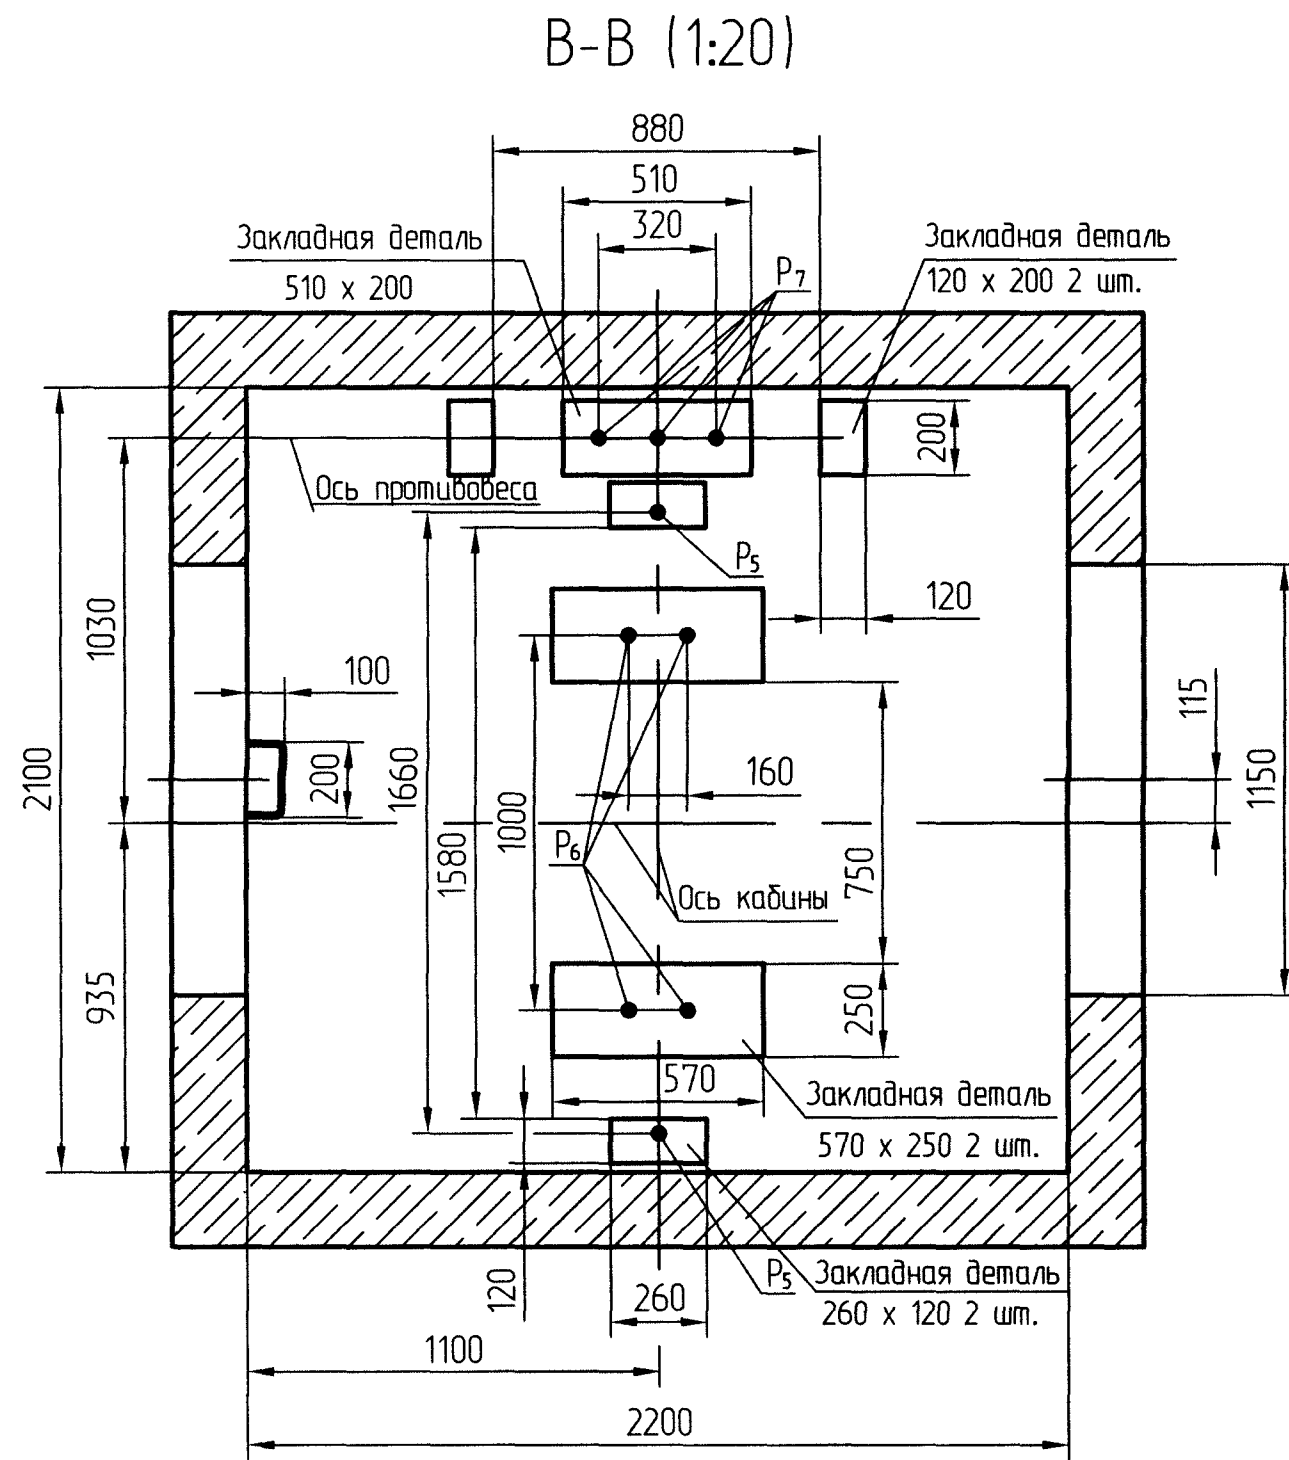 В-В (1:20)
880
510
320
Закладная деталь
510 х 200
P₇
Закладная деталь
120 х 200 2 шт.
200
Ось противовеса
P₅
120
1030
100
115
2100
200
1660
160
1150
1000
1580
P₆
750
Ось кабины
935
250
570
Закладная деталь
570 х 250 2 шт.
120
260
P₅
Закладная деталь
260 х 120 2 шт.
1100
2200